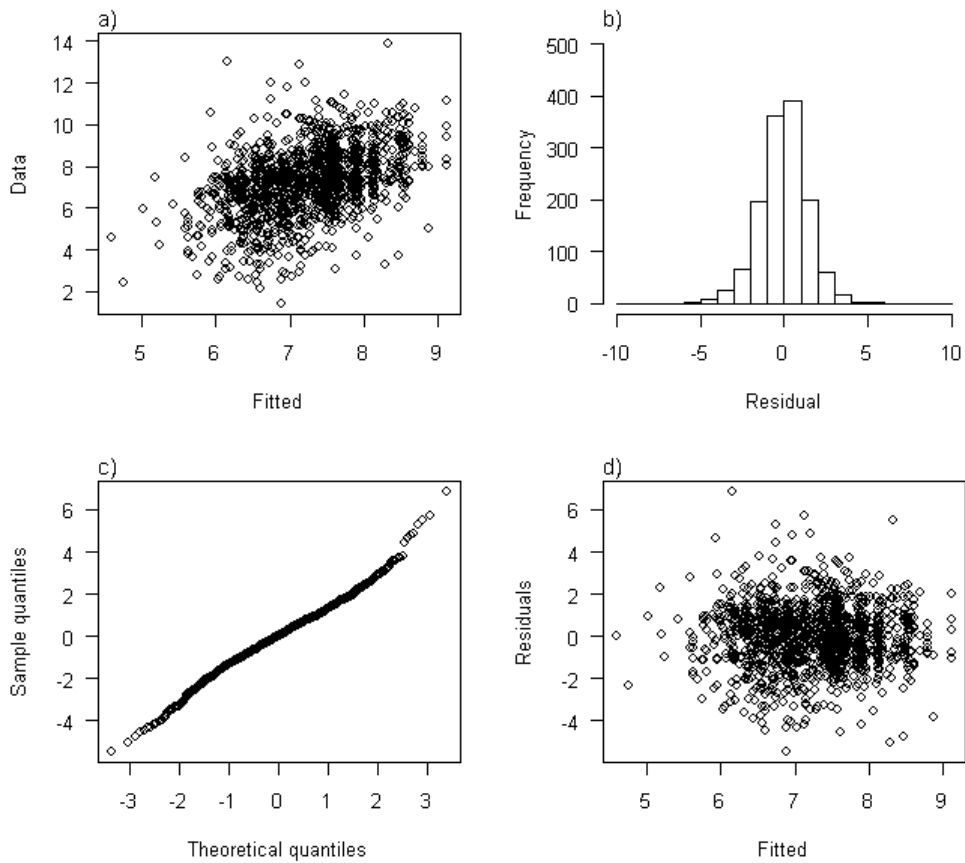 a)
14
12
10
8
6
4
2
Data
5 6 7 8 9
Fitted
b)
500
400
300
200
100
0
Frequency
-10 -5 0 5 10
Residual
c)
6
4
2
0
-2
-4
Sample quantiles
-3 -2 -1 0 1 2 3
Theoretical quantiles
d)
6
4
2
0
-2
-4
Residuals
5 6 7 8 9
Fitted